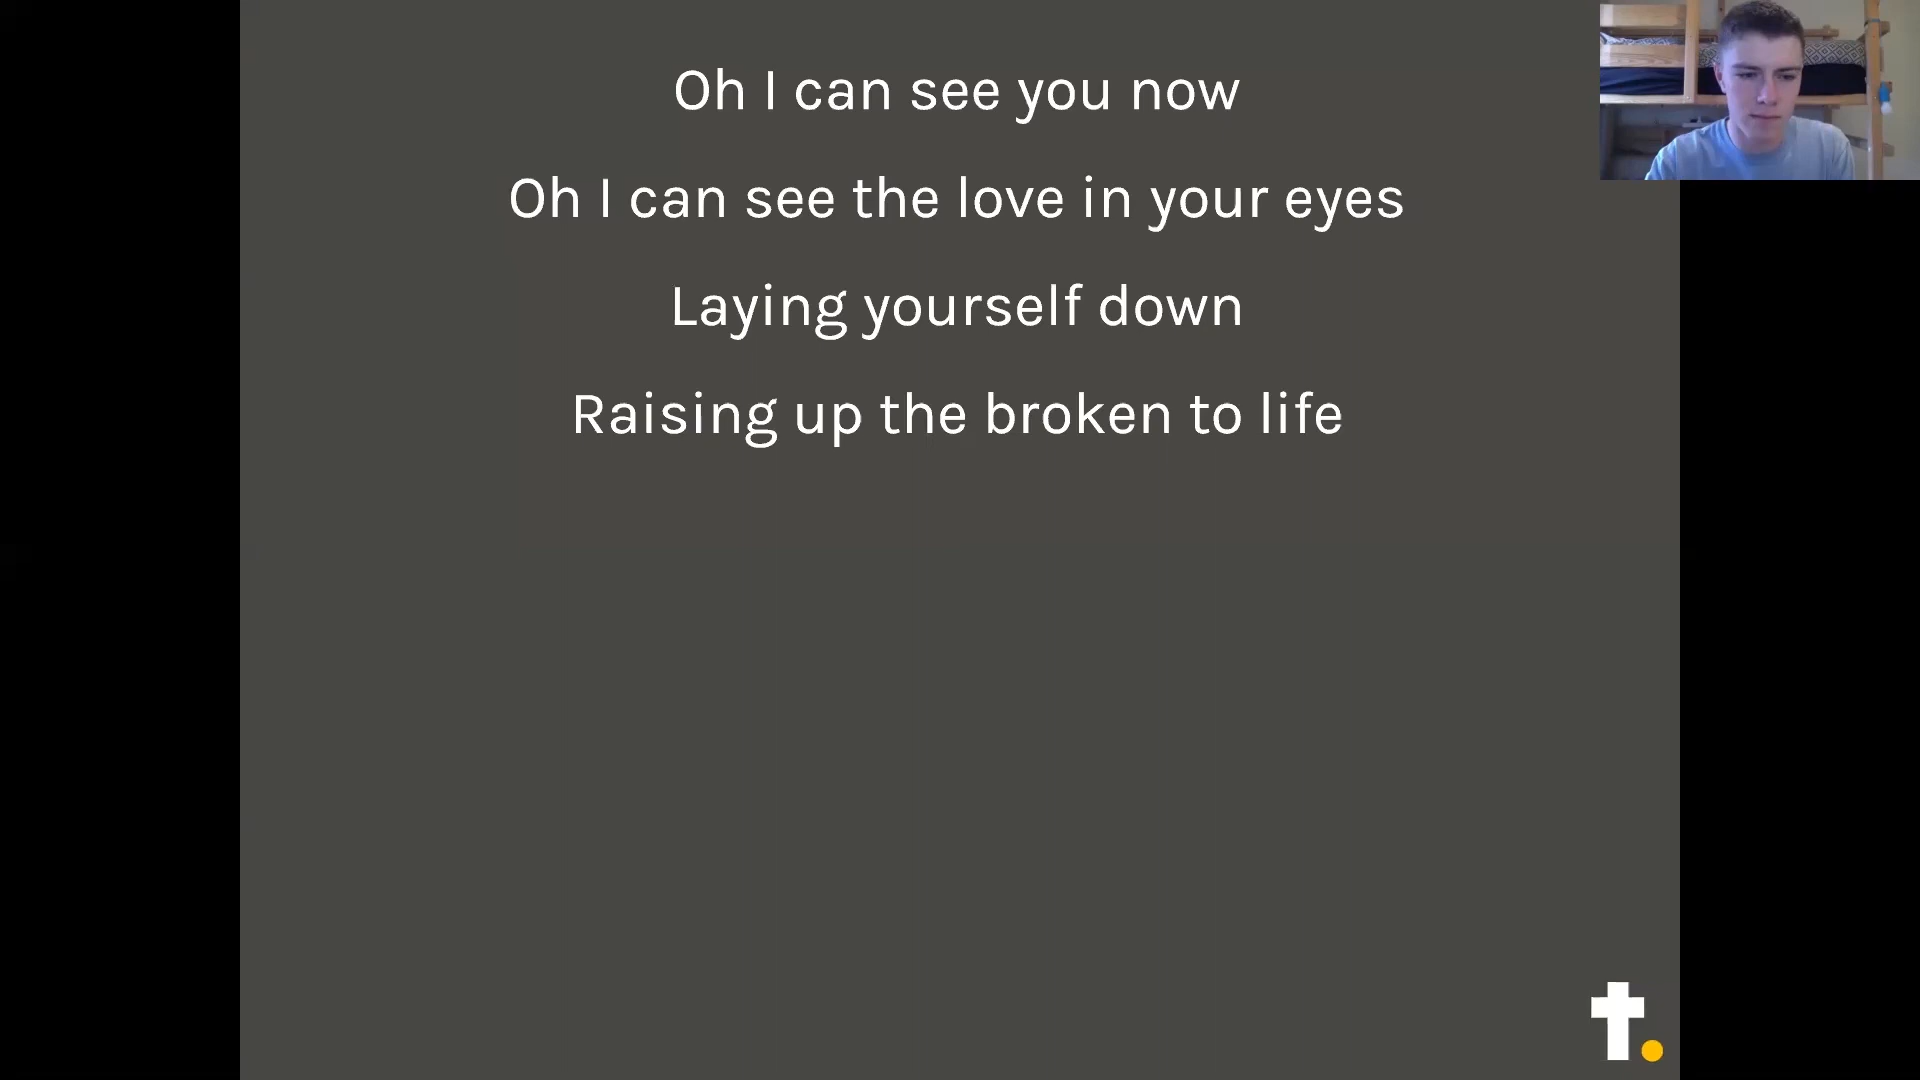 Oh I can see you now
Oh I can see the love in your eyes
Laying yourself down
Raising up the broken to life